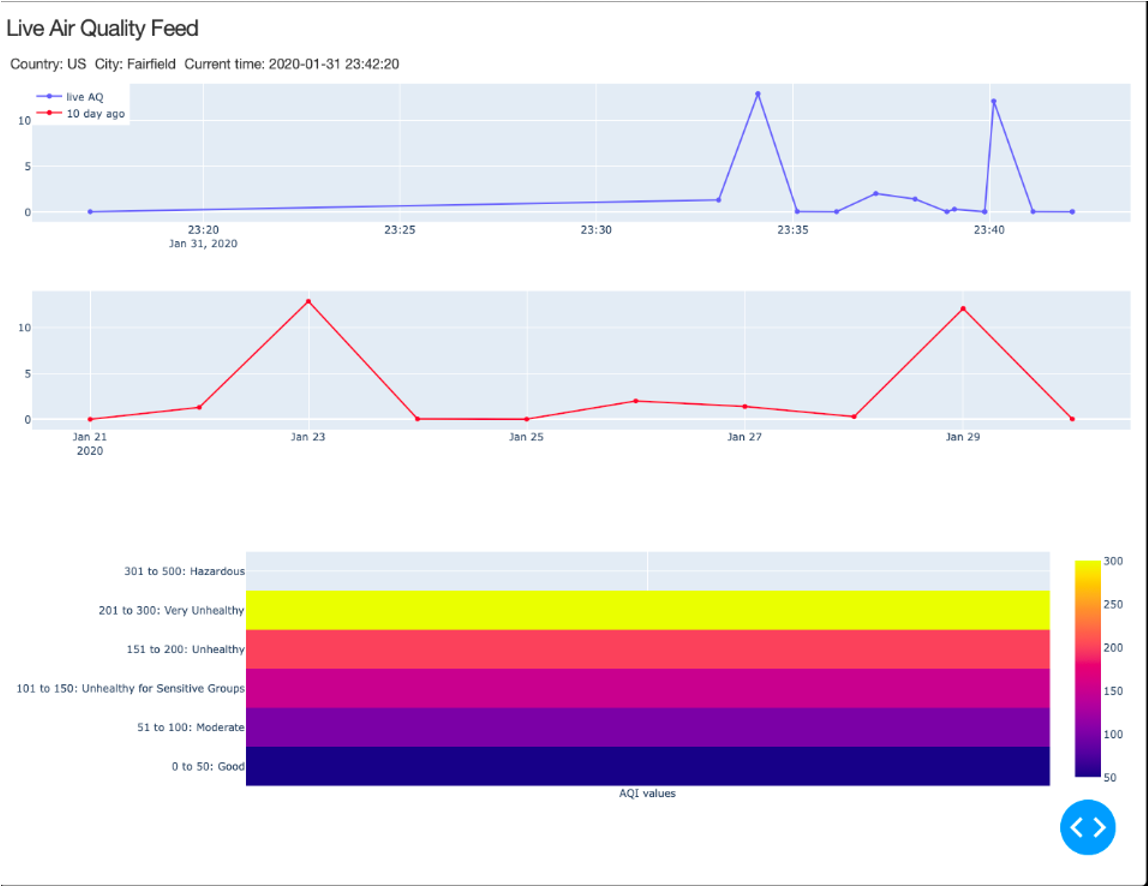 Live Air Quality Feed
Country: US City: Fairfield Current time: 2020-01-31 23:42:20
live AQ
10 day ago
10
5
0
23:20
23:25
23:30
23:35
23:40
Jan 31, 2020
10
5
0
Jan 21
Jan 23
Jan 25
Jan 27
Jan 29
2020
301 to 500: Hazardous
201 to 300: Very Unhealthy
151 to 200: Unhealthy
101 to 150: Unhealthy for Sensitive Groups
51 to 100: Moderate
0 to 50: Good
AQI values
300
250
200
150
100
50